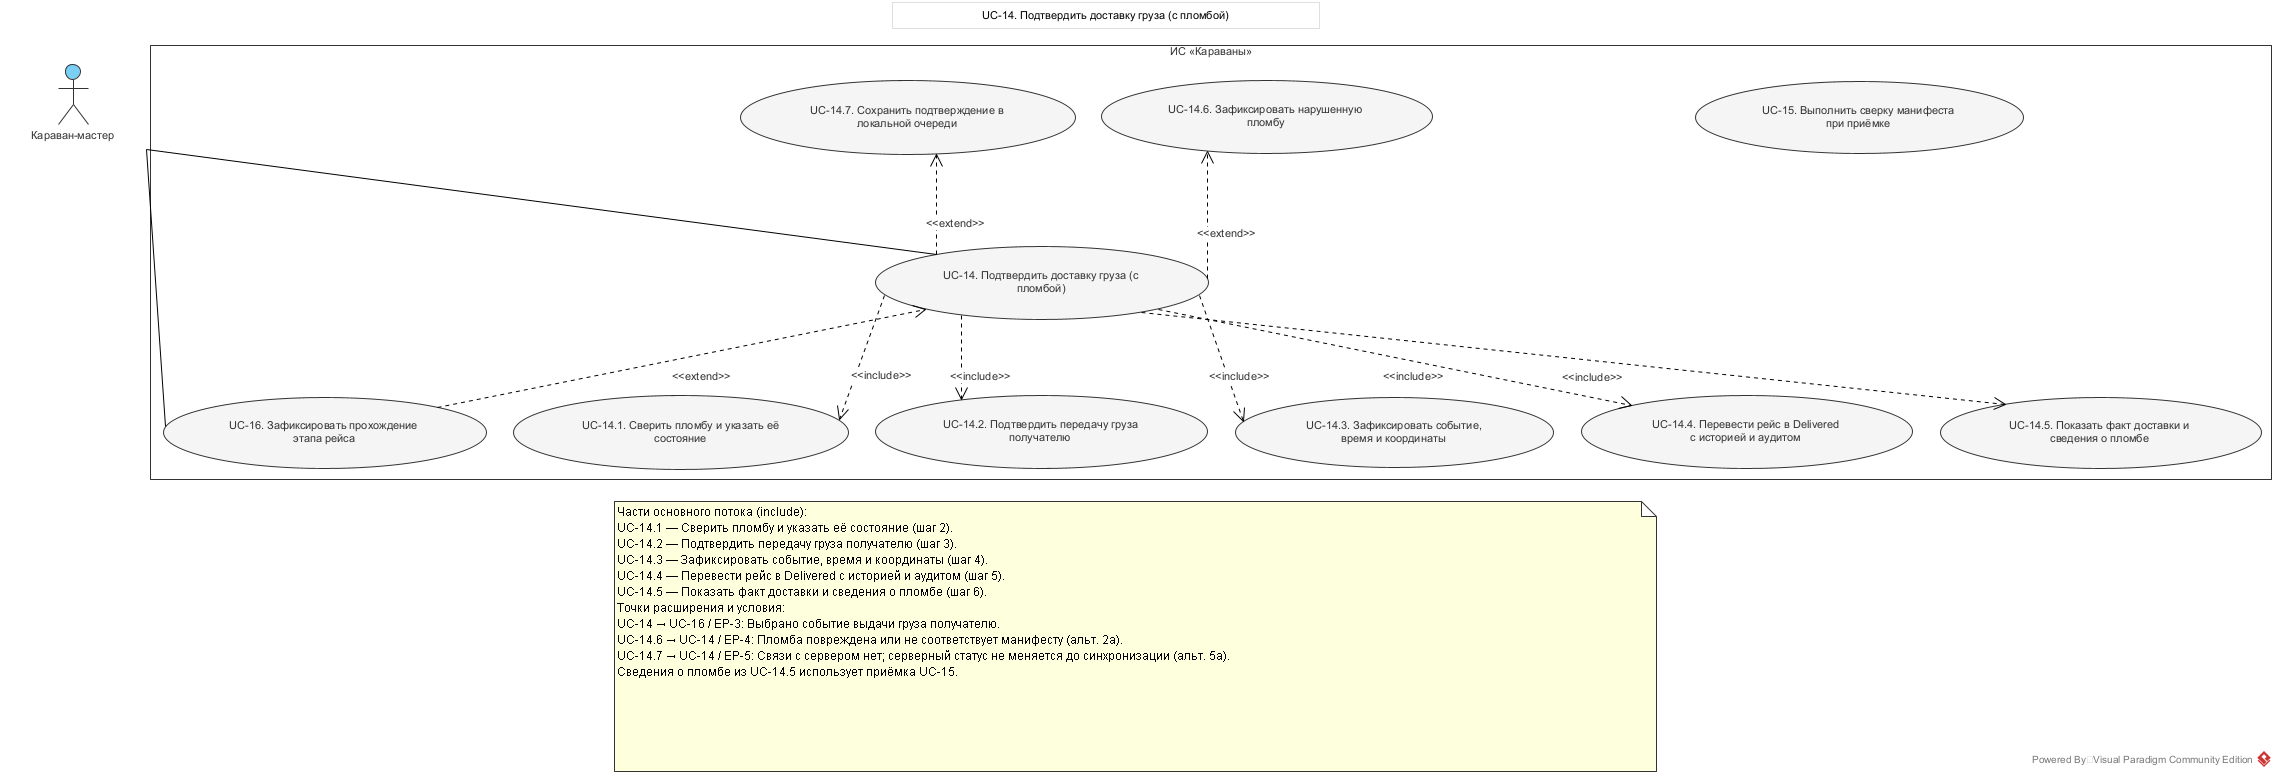 UC-14. Подтвердить доставку груза (с пломбой)
ИС «Караваны»
Караван-мастер
UC-14.7. Сохранить подтверждение в
локальной очереди
UC-14.6. Зафиксировать нарушенную
пломбу
UC-15. Выполнить сверку манифеста
при приёмке
<<extend>>
<<extend>>
UC-14. Подтвердить доставку груза (с
пломбой)
<<extend>>
<<include>>
<<include>>
<<include>>
<<include>>
<<include>>
UC-16. Зафиксировать прохождение
этапа рейса
UC-14.1. Сверить пломбу и указать её
состояние
UC-14.2. Подтвердить передачу груза
получателю
UC-14.3. Зафиксировать событие,
время и координаты
UC-14.4. Перевести рейс в Delivered
с историей и аудитом
UC-14.5. Показать факт доставки и
сведения о пломбе
Части основного потока (include):
UC-14.1 — Сверить пломбу и указать её состояние (шаг 2).
UC-14.2 — Подтвердить передачу груза получателю (шаг 3).
UC-14.3 — Зафиксировать событие, время и координаты (шаг 4).
UC-14.4 — Перевести рейс в Delivered с историей и аудитом (шаг 5).
UC-14.5 — Показать факт доставки и сведения о пломбе (шаг 6).
Точки расширения и условия:
UC-14 → UC-16 / EP-3: Выбрано событие выдачи груза получателю.
UC-14.6 → UC-14 / EP-4: Пломба повреждена или не соответствует манифесту (альт. 2а).
UC-14.7 → UC-14 / EP-5: Связи с сервером нет; серверный статус не меняется до синхронизации (альт. 5а).
Сведения о пломбе из UC-14.5 использует приёмка UC-15.
Powered By Visual Paradigm Community Edition